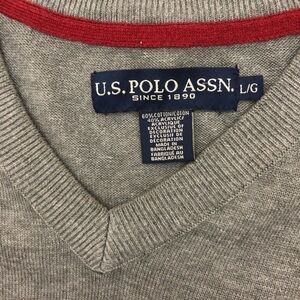 U.S. POLO ASSN.
SINCE 1890
L/G
60%COTTON/COTON
40% ACRYLIC/
ACRYLIQUE
EXCLUSIVE OF
DECORATION
EXCLUSIF DE
DECORATION
MADE IN
BANGLADESH
FABRIQUE AU
BANGLADESH